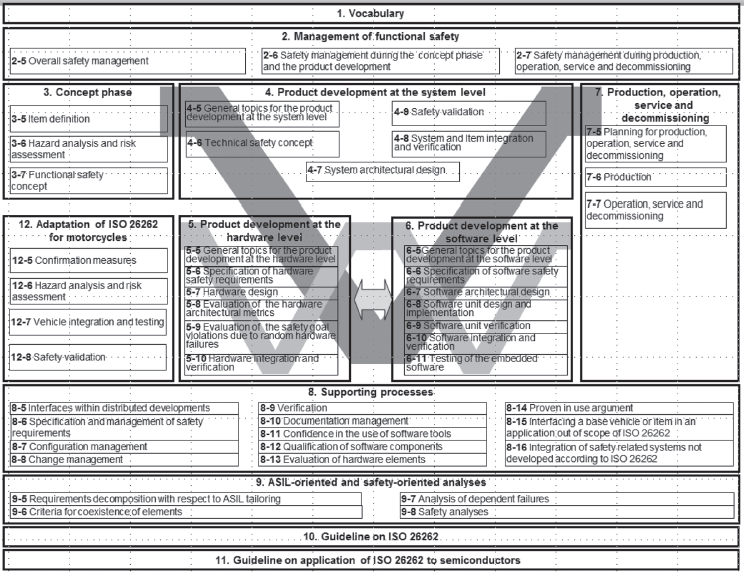 1. Vocabulary
2. Management of functional safety
2-5 Overall safety management
2-6 Safety management during the concept phase
and the product development
2-7 Safety management during production,
operation, service and decommissioning
3. Concept phase
3-5 Item definition
3-6 Hazard analysis and risk
assessment
3-7 Functional safety
concept
4. Product development at the system level
4-5 General topics for the product
development at the system level
4-6 Technical safety concept
4-9 Safety validation
4-8 System and Item integration
and verification
4-7 System architectural design
7. Production, operation,
service and
decommissioning
7-5 Planning for production,
operation, service and
decommissioning
7-6 Production
7-7 Operation, service and
decommissioning
12. Adaptation of ISO 26262
for motorcycles
12-5 Confirmation measures
12-6 Hazard analysis and risk
assessment
12-7 Vehicle integration and testing
12-8 Safety validation
5. Product development at the
hardware level
5-5 General topics for the product
development at the hardware level
5-6 Specification of hardware
safety requirements
5-7 Hardware design
5-8 Evaluation of the hardware
architectural metrics
5-9 Evaluation of the safety goal
violations due to random hardware
failures
5-10 Hardware integration and
verification
6. Product development at the
software level
6-5 General topics for the product
development at the software level
6-6 Specification of software safety
requirements
6-7 Software architectural design
6-8 Software unit design and
implementation
6-9 Software unit verification
6-10 Software integration and
verification
6-11 Testing of the embedded
software
8. Supporting processes
8-5 Interfaces within distributed developments
8-6 Specification and management of safety
requirements
8-7 Configuration management
8-8 Change management
8-9 Verification
8-10 Documentation management
8-11 Confidence in the use of software tools
8-12 Qualification of software components
8-13 Evaluation of hardware elements
8-14 Proven in use argument
8-15 Interfacing a base vehicle or item in an
application out of scope of ISO 26262
8-16 Integration of safety related systems not
developed according to ISO 26262
9. ASIL-oriented and safety-oriented analyses
9-5 Requirements decomposition with respect to ASIL tailoring
9-6 Criteria for coexistence of elements
9-7 Analysis of dependent failures
9-8 Safety analyses
10. Guideline on ISO 26262
11. Guideline on application of ISO 26262 to semiconductors